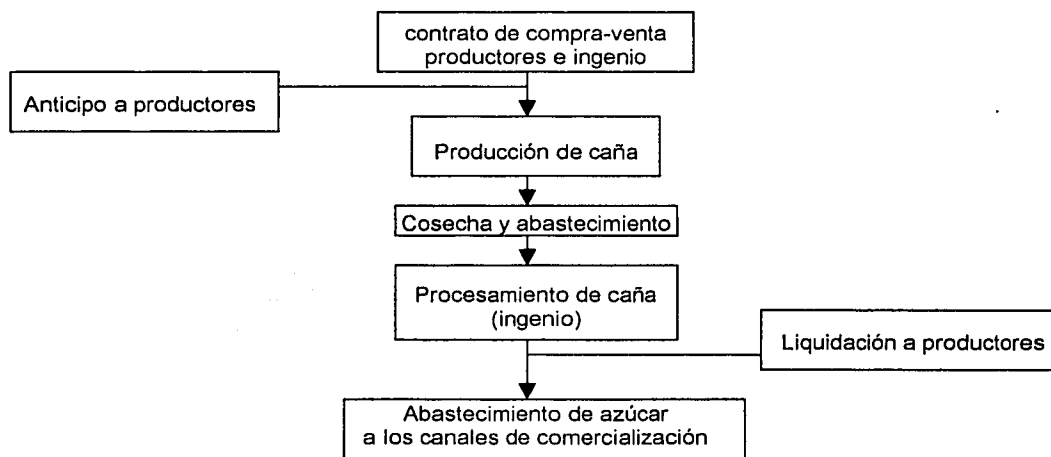 contrato de compra-venta
productores e ingenio
Anticipo a productores
Producción de caña
Cosecha y abastecimiento
Procesamiento de caña
(ingenio)
Liquidación a productores
Abastecimiento de azúcar
a los canales de comercialización